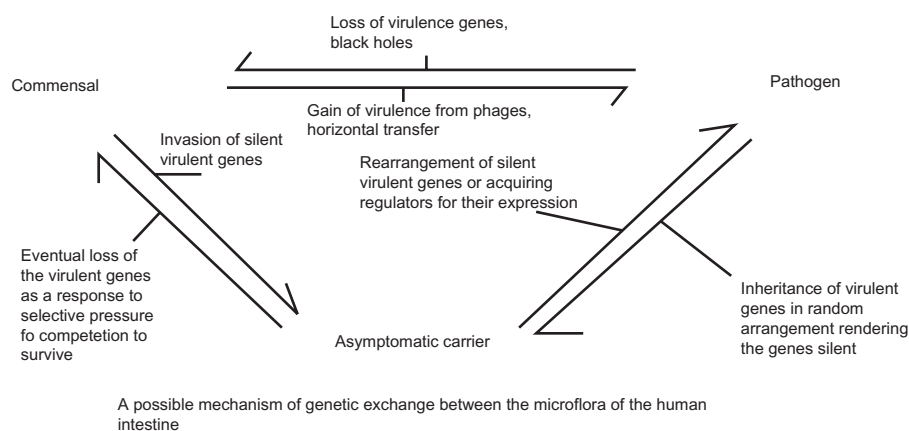 Loss of virulence genes,
black holes
Commensal
Pathogen
Gain of virulence from phages,
horizontal transfer
Invasion of silent
virulent genes
Rearrangement of silent
virulent genes or acquiring
regulators for their expression
Eventual loss of
the virulent genes
as a response to
selective pressure
fo competetion to
survive
Inheritance of virulent
genes in random
arrangement rendering
the genes silent
Asymptomatic carrier
A possible mechanism of genetic exchange between the microflora of the human
intestine